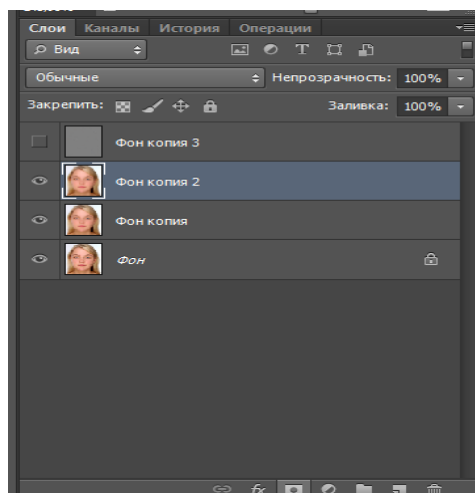 Слои Каналы История Операции
Вид
Обычные Непрозрачность: 100%
Закрепить: Заливка: 100%
Фон копия 3
Фон копия 2
Фон копия
Фон
fx